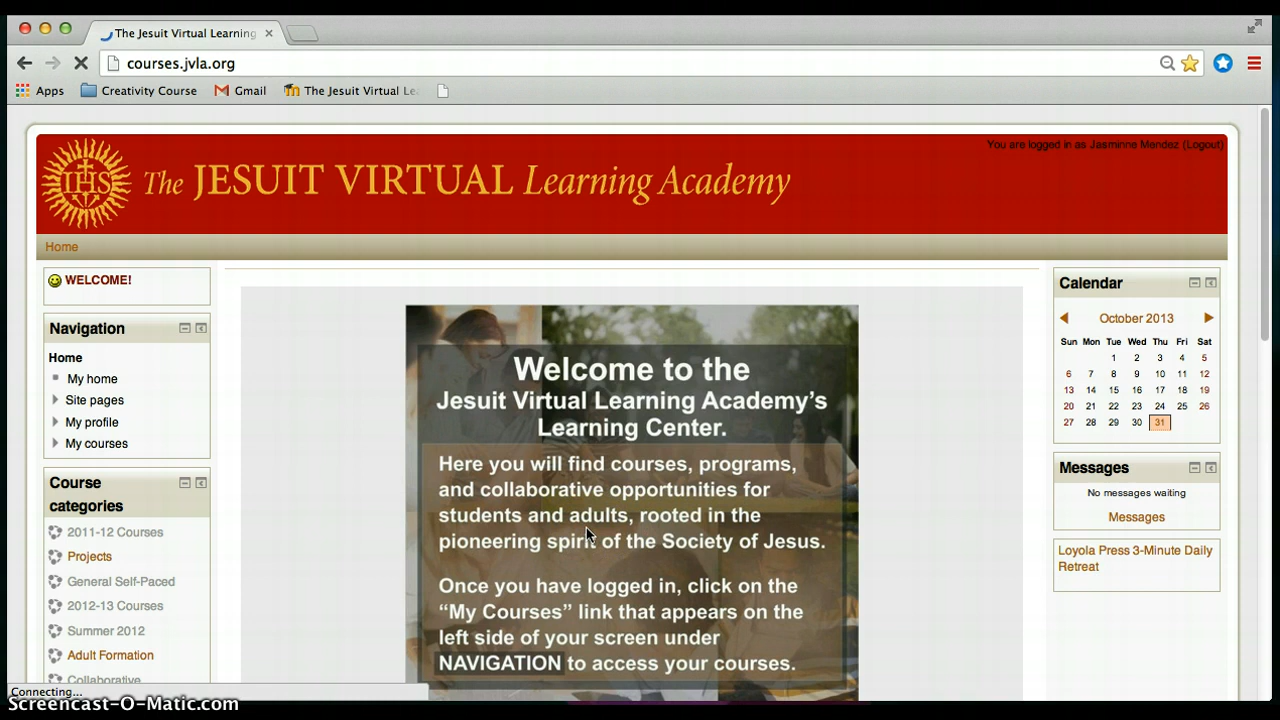 The Jesuit Virtual Learning
courses.jvla.org
Apps
Creativity Course
Gmail
The Jesuit Virtual Le
You are logged in as Jasminne Mendez (Logout)
IHS
The JESUIT VIRTUAL Learning Academy
Home
WELCOME!
Navigation
Home
My home
Site pages
My profile
My courses
Course
categories
2011-12 Courses
Projects
General Self-Paced
2012-13 Courses
Summer 2012
Adult Formation
Collaborative
Welcome to the
Jesuit Virtual Learning Academy’s
Learning Center.
Here you will find courses, programs,
and collaborative opportunities for
students and adults, rooted in the
pioneering spirit of the Society of Jesus.
Once you have logged in, click on the
“My Courses” link that appears on the
left side of your screen under
NAVIGATION to access your courses.
Calendar
October 2013
Sun Mon Tue Wed Thu Fri Sat
1 2 3 4 5
6 7 8 9 10 11 12
13 14 15 16 17 18 19
20 21 22 23 24 25 26
27 28 29 30 31
Messages
No messages waiting
Messages
Loyola Press 3-Minute Daily
Retreat
Connecting...
Screencast-O-Matic.com